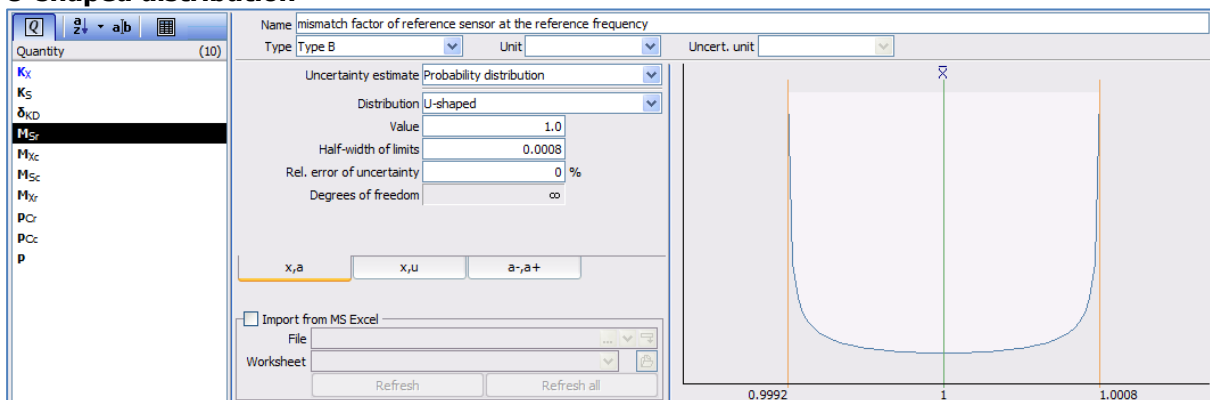 U-shaped distribution
Q a z a|b
Quantity (10)
KX
KS
δKD
MSr
MXc
MSc
MXr
pCr
pCc
p
Name mismatch factor of reference sensor at the reference frequency
Type Type B Unit Uncert. unit
Uncertainty estimate Probability distribution
Distribution U-shaped
Value 1.0
Half-width of limits 0.0008
Rel. error of uncertainty 0 %
Degrees of freedom ∞
x,a x,u a-,a+
Import from MS Excel
File ...
Worksheet
Refresh Refresh all
X̅
0.9992 1 1.0008